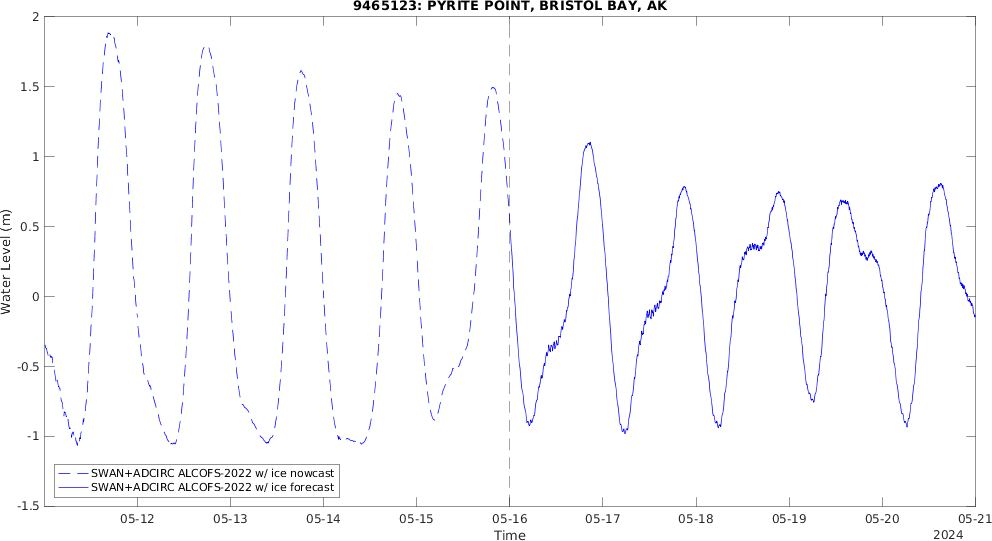 9465123: PYRITE POINT, BRISTOL BAY, AK
2
1.5
1
0.5
0
-0.5
-1
-1.5
Water Level (m)
SWAN+ADCIRC ALCOFS-2022 w/ ice nowcast
SWAN+ADCIRC ALCOFS-2022 w/ ice forecast
05-12 05-13 05-14 05-15 05-16 05-17 05-18 05-19 05-20 05-21
Time
2024